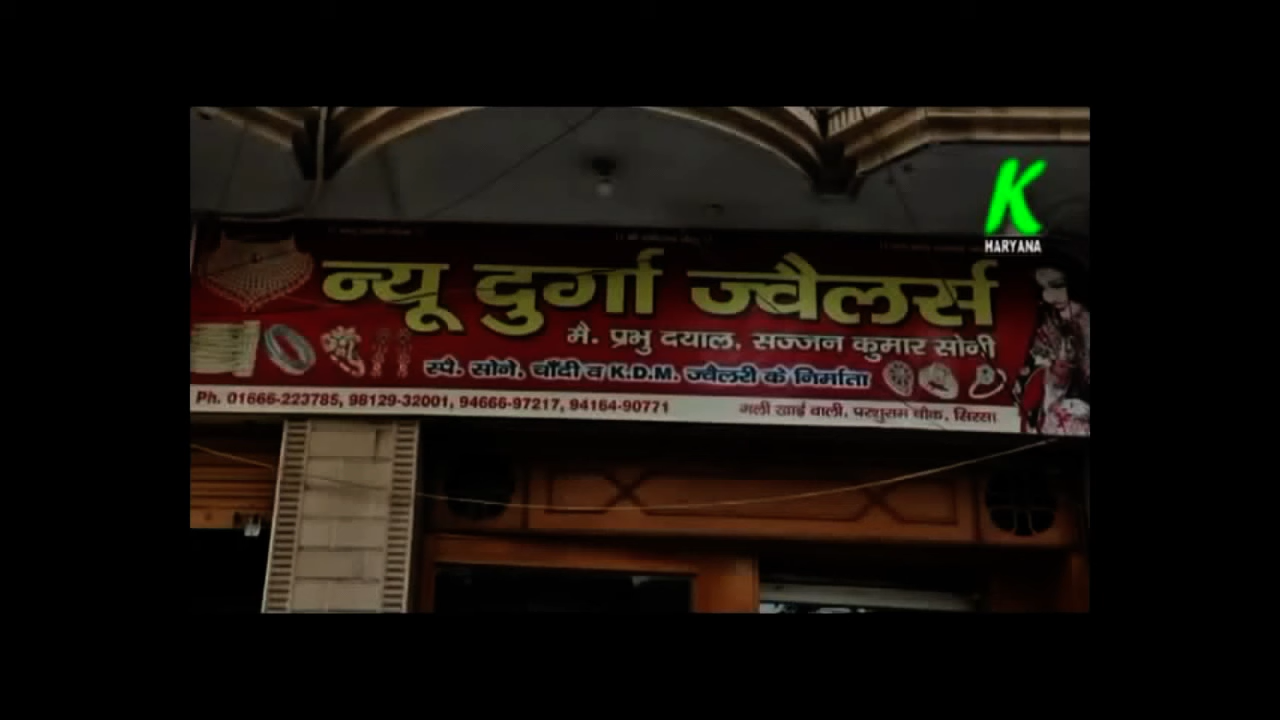 K
HARYANA
न्यू दुर्गा ज्वैलर्स
मै. प्रभु दयाल, सज्जन कुमार सोनी
स्पै. सोने, चाँदी व K.D.M. ज्वैलरी के निर्माता
Ph. 01666-223785, 98129-32001, 94666-97217, 94164-90771
गली खाई वाली, परशुराम चौक, सिरसा